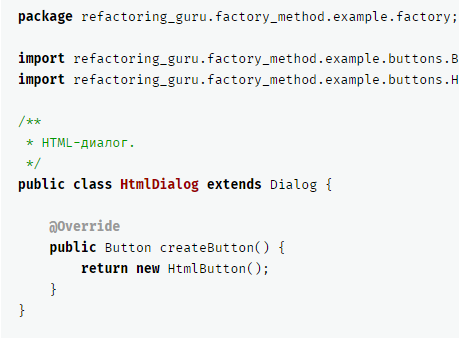 package refactoring_guru.factory_method.example.factory;
import refactoring_guru.factory_method.example.buttons.B
import refactoring_guru.factory_method.example.buttons.H
/**
 * HTML-диалог.
 */
public class HtmlDialog extends Dialog {
    @Override
    public Button createButton() {
        return new HtmlButton();
    }
}